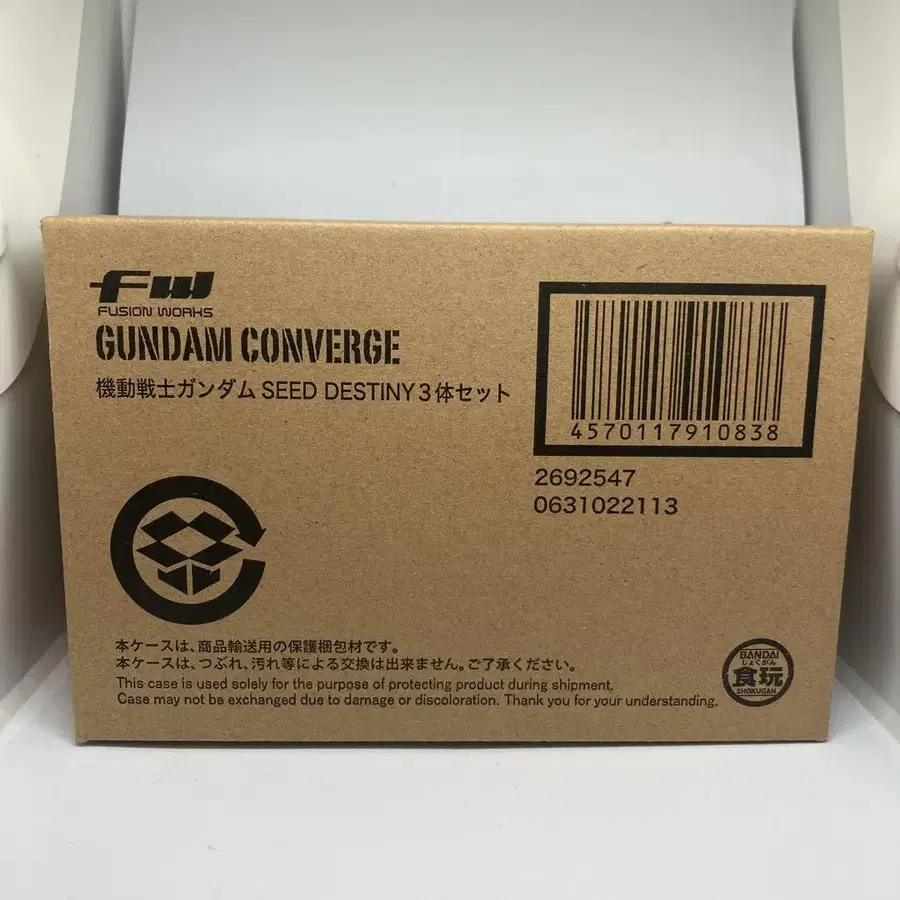 fw
FUSION WORKS
GUNDAM CONVERGE
機動戦士ガンダム SEED DESTINY 3体セット
4570117910838
2692547
0631022113
本ケースは、商品輸送用の保護梱包材です。
本ケースは、つぶれ、汚れ等による交換は出来ません。ご了承ください。
This case is used solely for the purpose of protecting product during shipment.
Case may not be exchanged due to damage or discoloration. Thank you for your understanding.
BANDAI
しょくがん
食玩
SHOKUGAN